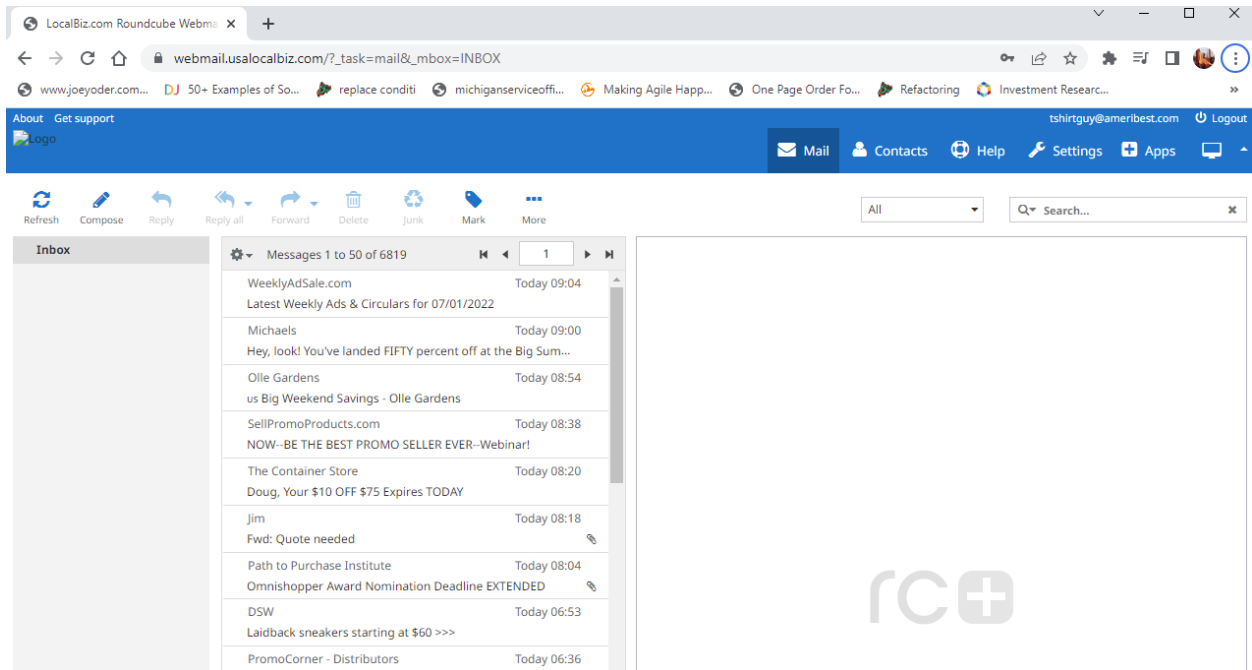 LocalBiz.com Roundcube Webma
webmail.usalocalbiz.com/?_task=mail&_mbox=INBOX
www.joeyoder.com... DJ 50+ Examples of So... replace conditi michiganserviceoffi... Making Agile Happ... One Page Order Fo... Refactoring Investment Researc... »
About Get support tshirtguy@ameribest.com Logout
Logo
Mail Contacts Help Settings Apps
Refresh Compose Reply Reply all Forward Delete Junk Mark More
All Search...
Inbox
Messages 1 to 50 of 6819 1
WeeklyAdSale.com Today 09:04
Latest Weekly Ads & Circulars for 07/01/2022
Michaels Today 09:00
Hey, look! You've landed FIFTY percent off at the Big Sum...
Olle Gardens Today 08:54
us Big Weekend Savings - Olle Gardens
SellPromoProducts.com Today 08:38
NOW--BE THE BEST PROMO SELLER EVER--Webinar!
The Container Store Today 08:20
Doug, Your $10 OFF $75 Expires TODAY
Jim Today 08:18
Fwd: Quote needed
Path to Purchase Institute Today 08:04
Omnishopper Award Nomination Deadline EXTENDED
DSW Today 06:53
Laidback sneakers starting at $60 >>>
PromoCorner - Distributors Today 06:36
rc+